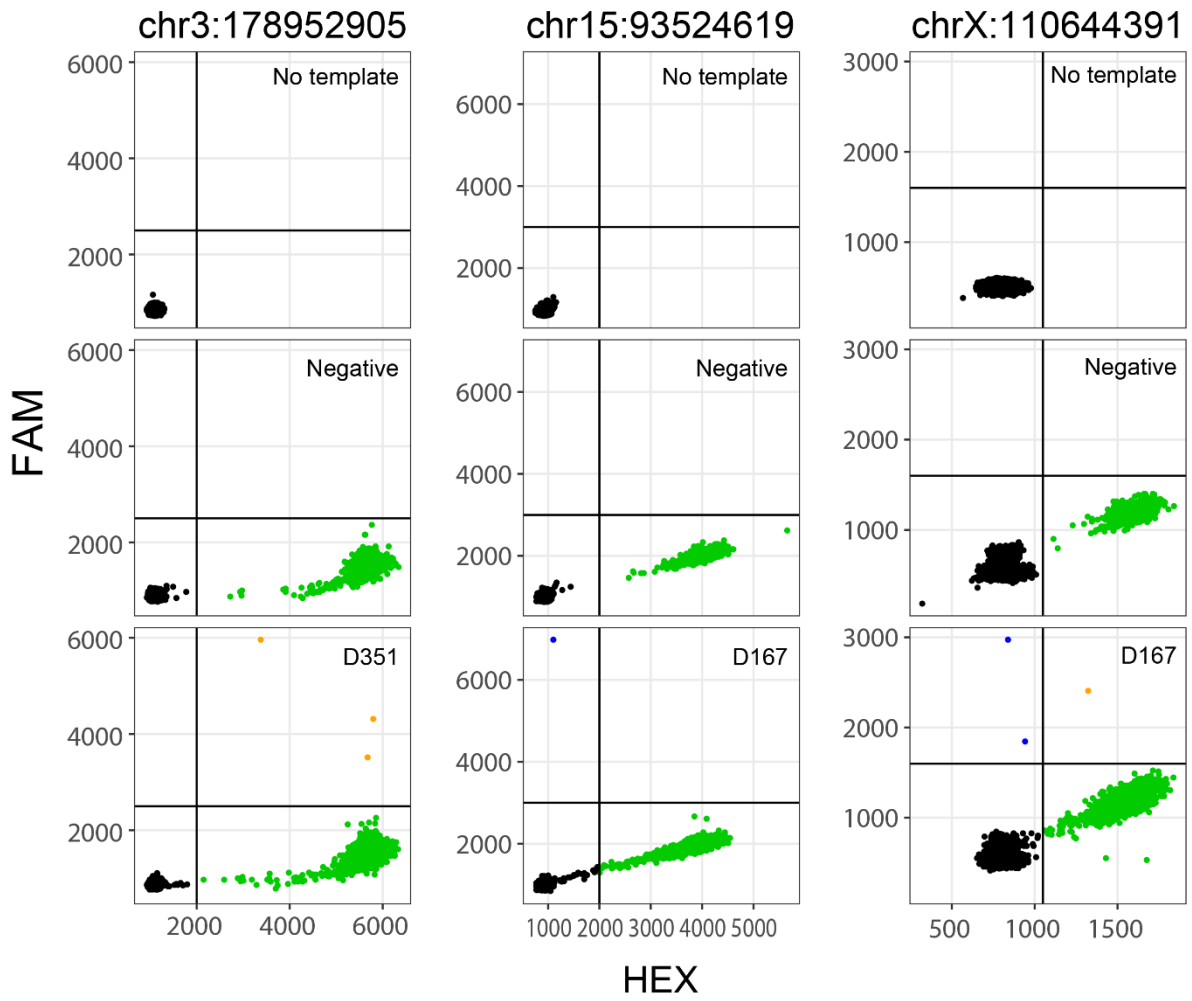 chr3:178952905 chr15:93524619 chrX:110644391
6000 No template 6000 No template 3000 No template
4000 4000 2000
2000 2000 1000
6000 Negative 6000 Negative 3000 Negative
FAM
4000 4000 2000
2000 2000 1000
6000 D351 6000 D167 3000 D167
4000 4000 2000
2000 2000 1000
2000 4000 6000 1000 2000 3000 4000 5000 500 1000 1500
HEX